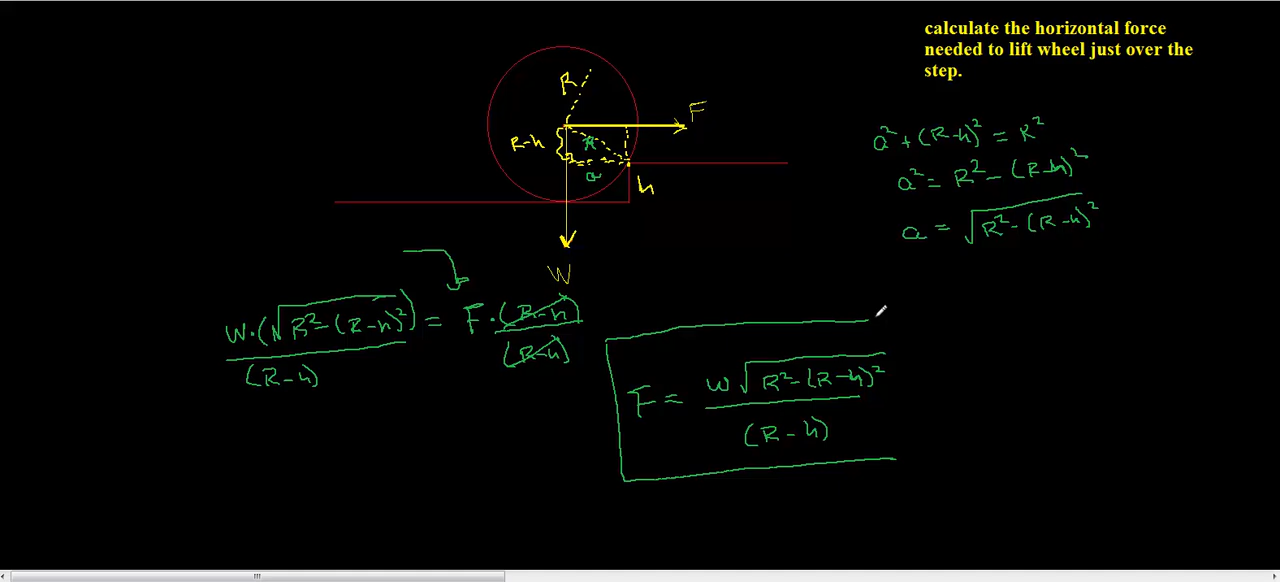 calculate the horizontal force
needed to lift wheel just over the
step.
R
F
R-h
R
a
h
W
a² + (R-h)² = R²
a² = R² - (R-h)²
a = √(R² - (R-h)²)
W·(√(R² - (R-h)²)) / (R-h) = F·(R-h) / (R-h)
F = W√(R² - (R-h)²) / (R-h)